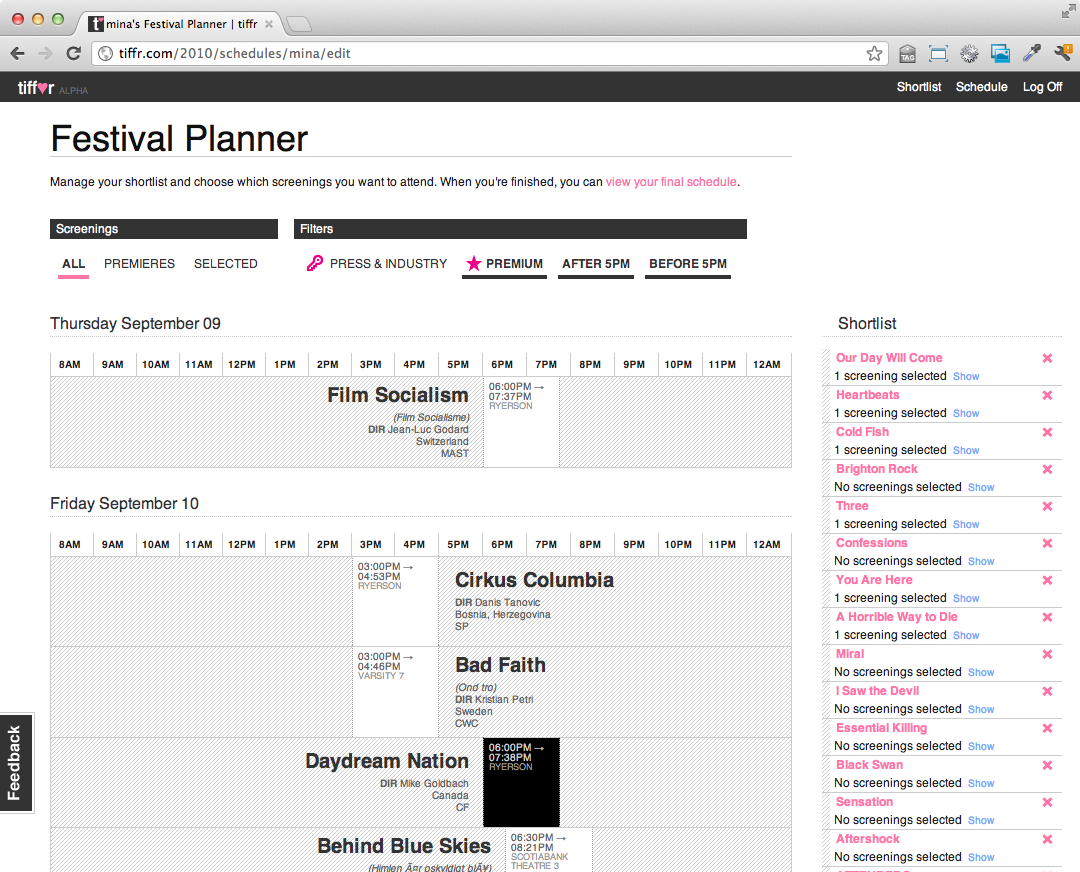 mina's Festival Planner | tiffr
tiffr.com/2010/schedules/mina/edit
TAG
tiff♥r ALPHA
Shortlist Schedule Log Off
Festival Planner
Manage your shortlist and choose which screenings you want to attend. When you're finished, you can view your final schedule.
Screenings
Filters
ALL PREMIERES SELECTED
PRESS & INDUSTRY ★ PREMIUM AFTER 5PM BEFORE 5PM
Thursday September 09
8AM 9AM 10AM 11AM 12PM 1PM 2PM 3PM 4PM 5PM 6PM 7PM 8PM 9PM 10PM 11PM 12AM
Film Socialism
(Film Socialisme)
DIR Jean-Luc Godard
Switzerland
MAST
06:00PM →
07:37PM
RYERSON
Friday September 10
8AM 9AM 10AM 11AM 12PM 1PM 2PM 3PM 4PM 5PM 6PM 7PM 8PM 9PM 10PM 11PM 12AM
03:00PM →
04:53PM
RYERSON
Cirkus Columbia
DIR Danis Tanovic
Bosnia, Herzegovina
SP
03:00PM →
04:46PM
VARSITY 7
Bad Faith
(Ond tro)
DIR Kristian Petri
Sweden
CWC
Daydream Nation
DIR Mike Goldbach
Canada
CF
06:00PM →
07:38PM
RYERSON
Behind Blue Skies
(Himlen Ã¤r oskyldigt blÃ¥)
06:30PM →
08:21PM
SCOTIABANK
THEATRE 3
Shortlist
Our Day Will Come
1 screening selected Show
Heartbeats
1 screening selected Show
Cold Fish
1 screening selected Show
Brighton Rock
No screenings selected Show
Three
1 screening selected Show
Confessions
No screenings selected Show
You Are Here
1 screening selected Show
A Horrible Way to Die
1 screening selected Show
Miral
No screenings selected Show
I Saw the Devil
No screenings selected Show
Essential Killing
No screenings selected Show
Black Swan
No screenings selected Show
Sensation
No screenings selected Show
Aftershock
No screenings selected Show
Feedback